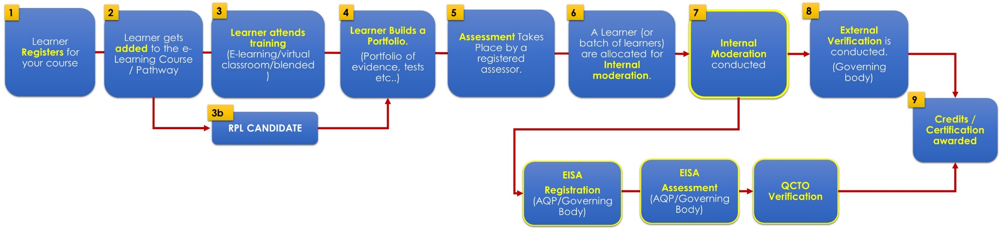 1
Learner
Registers for
your course
2
Learner gets
added to the e-
Learning Course
/ Pathway
3
Learner attends
training
(E-learning/virtual
classroom/blended
)
3b
RPL CANDIDATE
4
Learner Builds a
Portfolio.
(Portfolio of
evidence, tests
etc..)
5
Assessment Takes
Place by a
registered
assessor.
6
A Learner (or
batch of learners)
are allocated for
Internal
moderation.
7
Internal
Moderation
conducted
8
External
Verification is
conducted.
(Governing
body)
9
Credits /
Certification
awarded
EISA
Registration
(AQP/Governing
Body)
EISA
Assessment
(AQP/Governing
Body)
QCTO
Verification